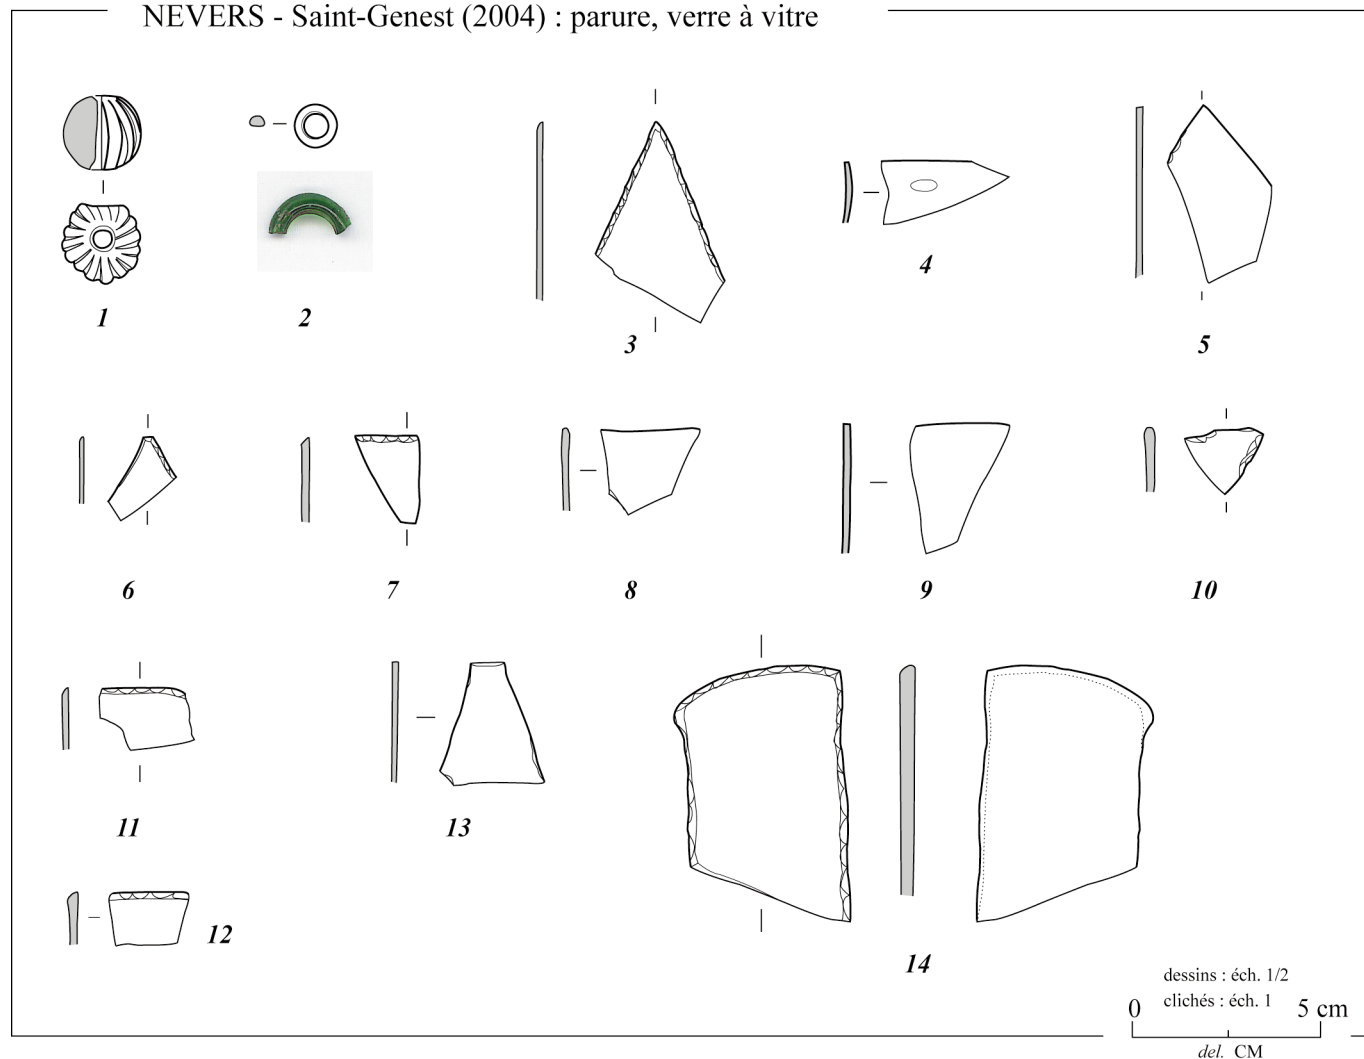 NEVERS - Saint-Genest (2004) : parure, verre à vitre
1
2
3
4
5
6
7
8
9
10
11
13
12
14
dessins : éch. 1/2
clichés : éch. 1
0 5 cm
del. CM